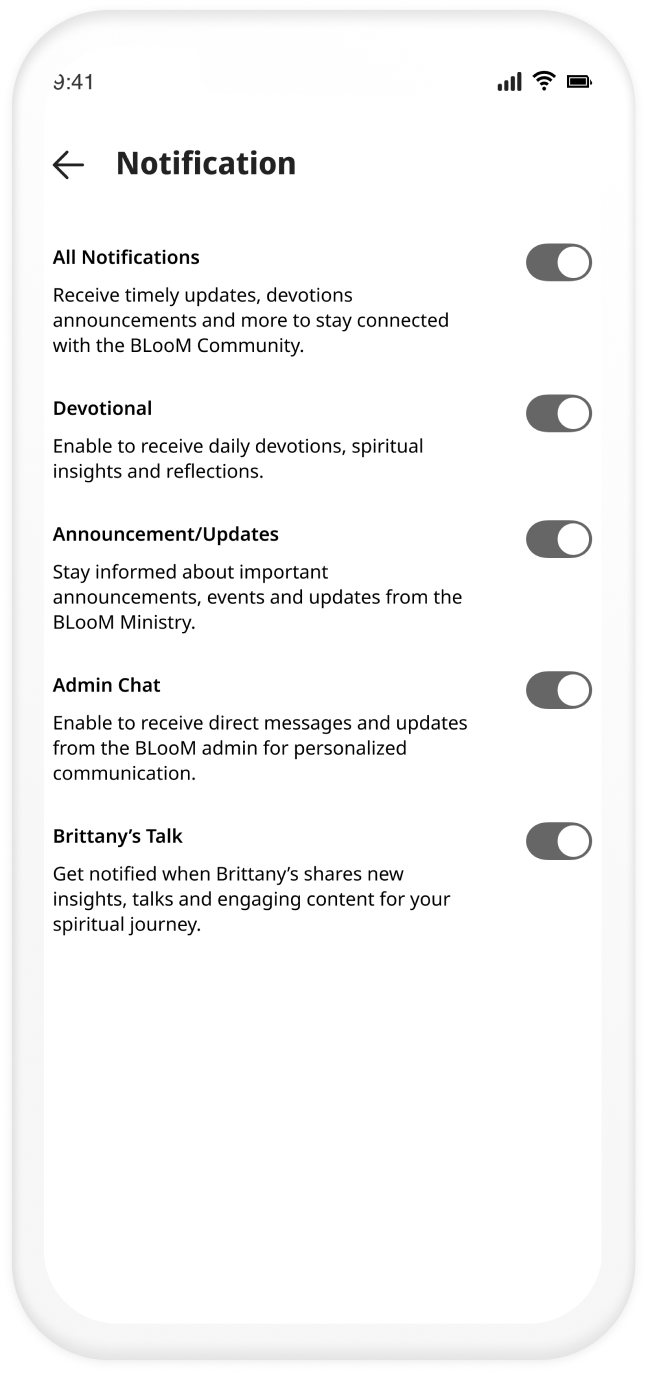 9:41
Notification
All Notifications
Receive timely updates, devotions
announcements and more to stay connected
with the BLooM Community.
Devotional
Enable to receive daily devotions, spiritual
insights and reflections.
Announcement/Updates
Stay informed about important
announcements, events and updates from the
BLooM Ministry.
Admin Chat
Enable to receive direct messages and updates
from the BLooM admin for personalized
communication.
Brittany’s Talk
Get notified when Brittany’s shares new
insights, talks and engaging content for your
spiritual journey.